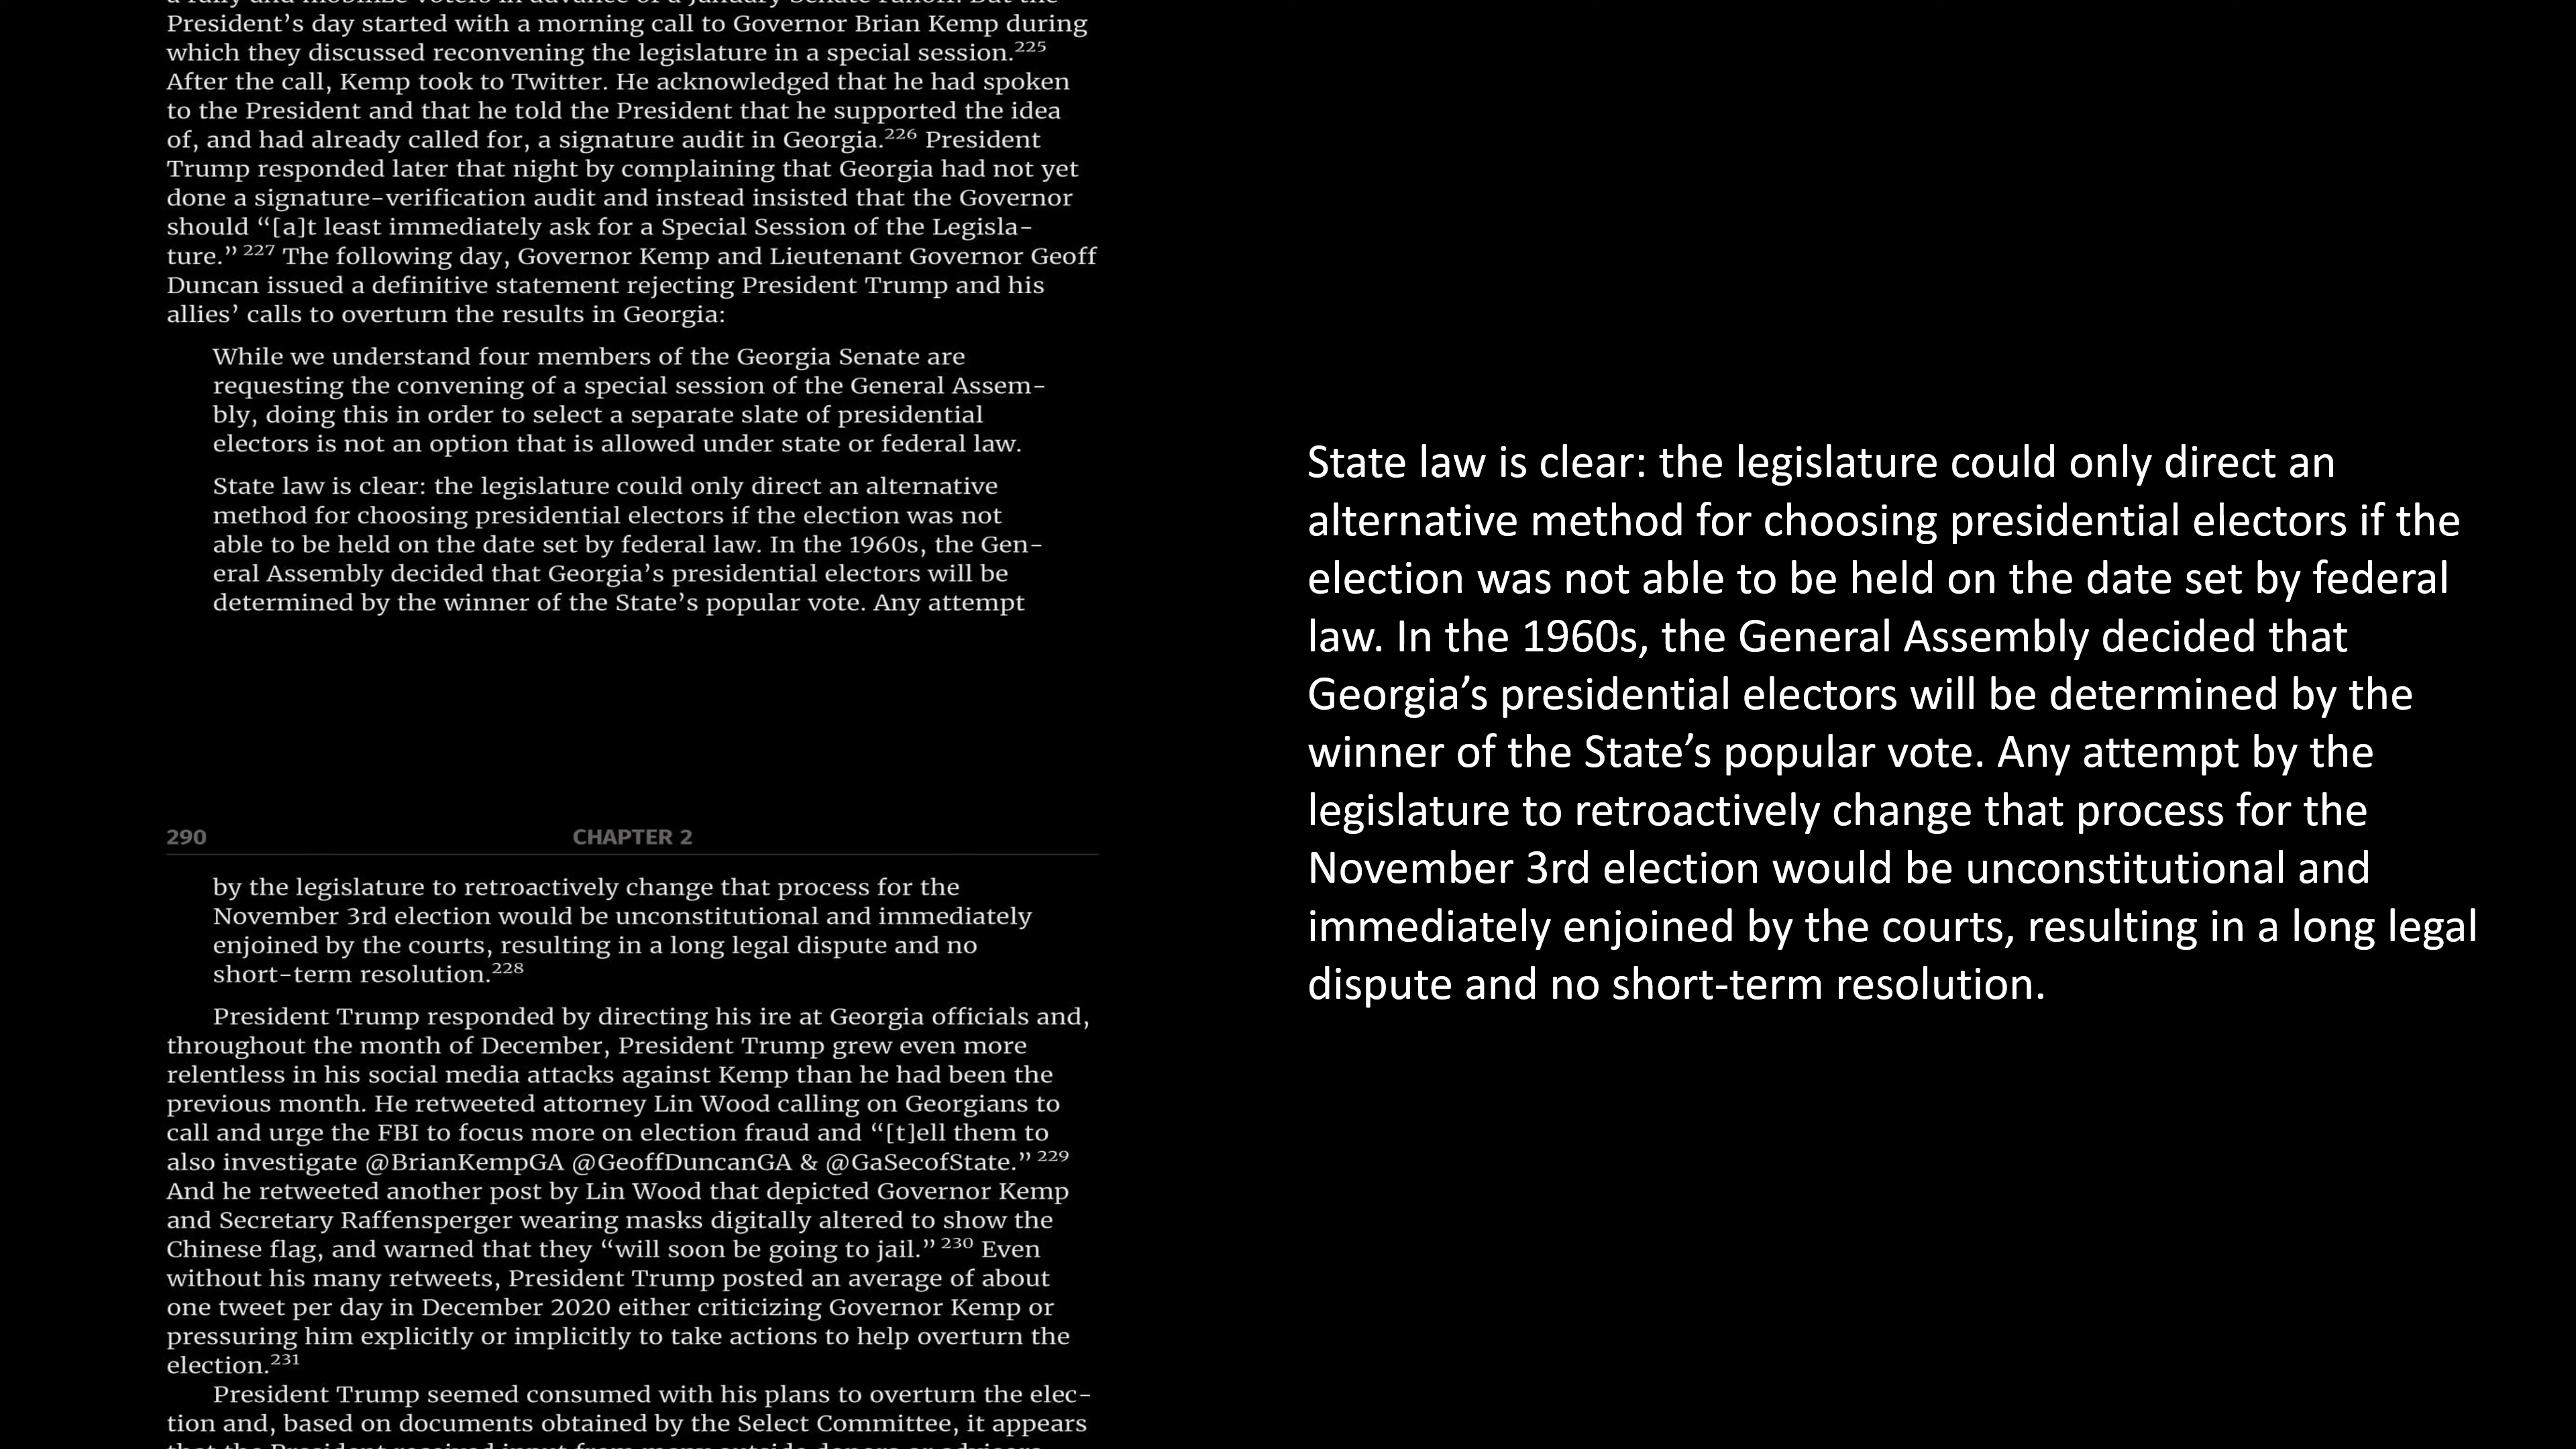 a rally and mobilize voters in advance of a January Senate runoff. But the
President’s day started with a morning call to Governor Brian Kemp during
which they discussed reconvening the legislature in a special session.225
After the call, Kemp took to Twitter. He acknowledged that he had spoken
to the President and that he told the President that he supported the idea
of, and had already called for, a signature audit in Georgia.226 President
Trump responded later that night by complaining that Georgia had not yet
done a signature-verification audit and instead insisted that the Governor
should “[a]t least immediately ask for a Special Session of the Legisla-
ture.” 227 The following day, Governor Kemp and Lieutenant Governor Geoff
Duncan issued a definitive statement rejecting President Trump and his
allies’ calls to overturn the results in Georgia:
While we understand four members of the Georgia Senate are
requesting the convening of a special session of the General Assem-
bly, doing this in order to select a separate slate of presidential
electors is not an option that is allowed under state or federal law.
State law is clear: the legislature could only direct an alternative
method for choosing presidential electors if the election was not
able to be held on the date set by federal law. In the 1960s, the Gen-
eral Assembly decided that Georgia’s presidential electors will be
determined by the winner of the State’s popular vote. Any attempt
290 CHAPTER 2
by the legislature to retroactively change that process for the
November 3rd election would be unconstitutional and immediately
enjoined by the courts, resulting in a long legal dispute and no
short-term resolution.228
President Trump responded by directing his ire at Georgia officials and,
throughout the month of December, President Trump grew even more
relentless in his social media attacks against Kemp than he had been the
previous month. He retweeted attorney Lin Wood calling on Georgians to
call and urge the FBI to focus more on election fraud and “[t]ell them to
also investigate @BrianKempGA @GeoffDuncanGA & @GaSecofState.” 229
And he retweeted another post by Lin Wood that depicted Governor Kemp
and Secretary Raffensperger wearing masks digitally altered to show the
Chinese flag, and warned that they “will soon be going to jail.” 230 Even
without his many retweets, President Trump posted an average of about
one tweet per day in December 2020 either criticizing Governor Kemp or
pressuring him explicitly or implicitly to take actions to help overturn the
election.231
President Trump seemed consumed with his plans to overturn the elec-
tion and, based on documents obtained by the Select Committee, it appears
that the President received input from many outside donors or advisors
State law is clear: the legislature could only direct an
alternative method for choosing presidential electors if the
election was not able to be held on the date set by federal
law. In the 1960s, the General Assembly decided that
Georgia’s presidential electors will be determined by the
winner of the State’s popular vote. Any attempt by the
legislature to retroactively change that process for the
November 3rd election would be unconstitutional and
immediately enjoined by the courts, resulting in a long legal
dispute and no short-term resolution.